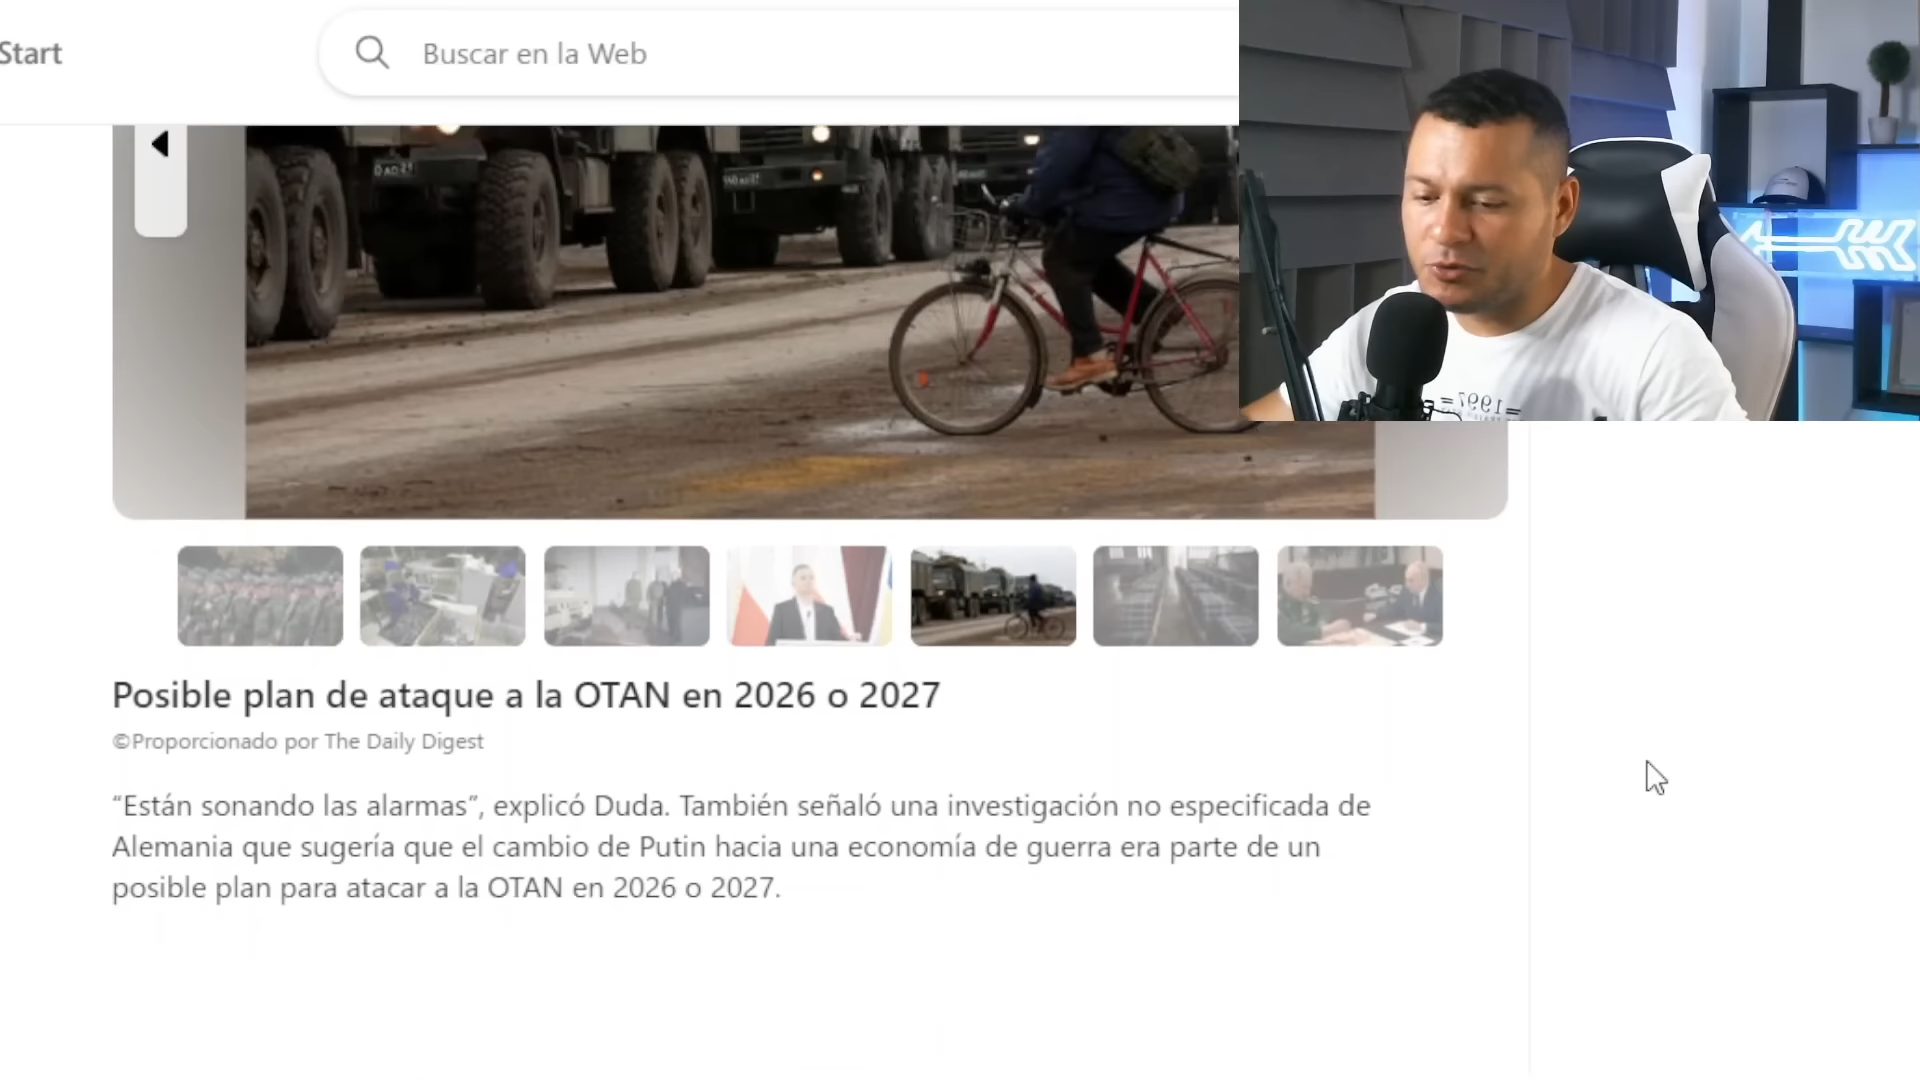 Start
Buscar en la Web
=1997=
Posible plan de ataque a la OTAN en 2026 o 2027
©Proporcionado por The Daily Digest
“Están sonando las alarmas”, explicó Duda. También señaló una investigación no especificada de
Alemania que sugería que el cambio de Putin hacia una economía de guerra era parte de un
posible plan para atacar a la OTAN en 2026 o 2027.